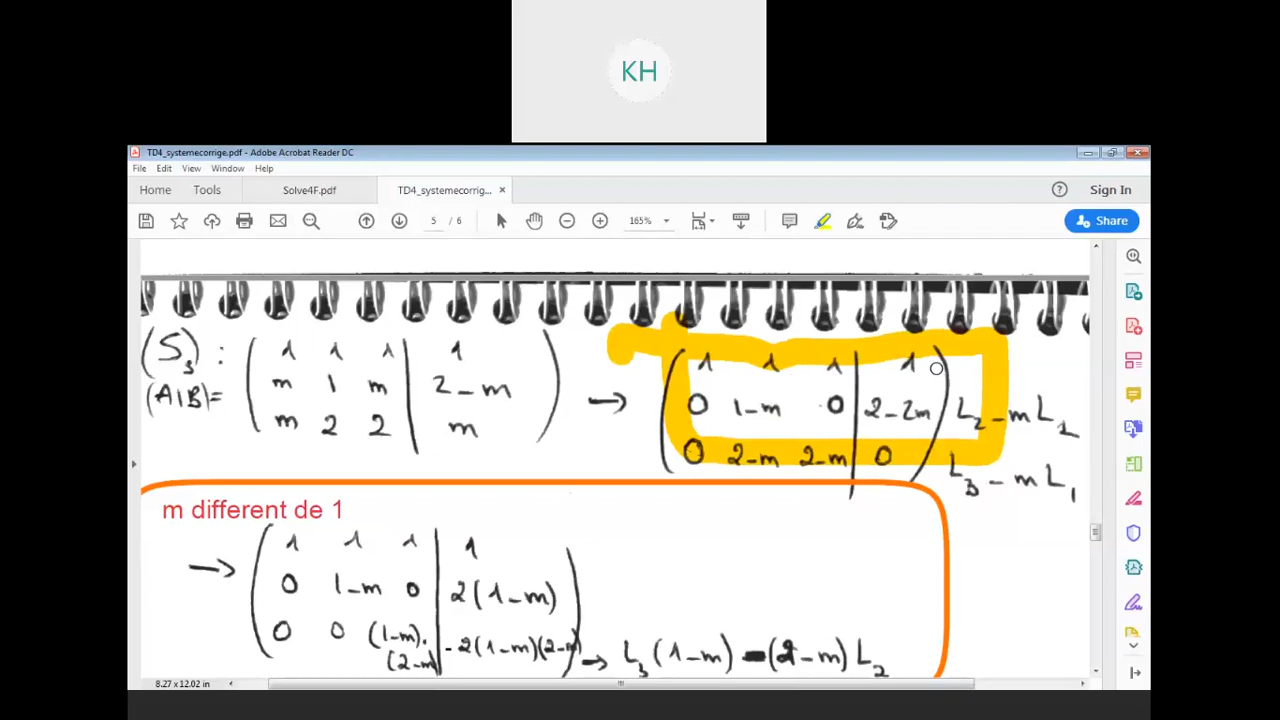 KH
TD4_systemecorrige.pdf - Adobe Acrobat Reader DC
File Edit View Window Help
Home Tools Solve4F.pdf TD4_systemecorrig... × Sign In
5 / 6 165% Share
(S₃) :
(A|B)=
( 1 1 1 | 1 )
( m 1 m | 2-m )
( m 2 2 | m )
→
( 1 1 1 | 1 )
( 0 1-m 0 | 2-2m ) L₂-mL₁
( 0 2-m 2-m | 0 ) L₃-mL₁
m different de 1
→
( 1 1 1 | 1 )
( 0 1-m 0 | 2(1-m) )
( 0 0 (1-m).(2-m) | -2(1-m)(2-m) ) → L₃(1-m) - (2-m)L₂
8.27 x 12.02 in